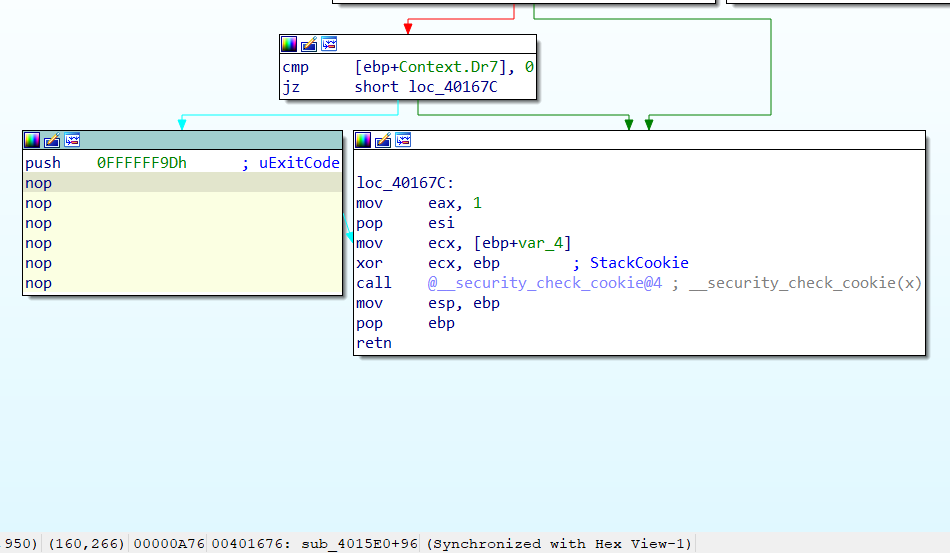 cmp [ebp+Context.Dr7], 0
jz short loc_40167C
push 0FFFFFF9Dh ; uExitCode
nop
nop
nop
nop
nop
nop
loc_40167C:
mov eax, 1
pop esi
mov ecx, [ebp+var_4]
xor ecx, ebp ; StackCookie
call @__security_check_cookie@4 ; __security_check_cookie(x)
mov esp, ebp
pop ebp
retn
,950) (160,266) 00000A76 00401676: sub_4015E0+96 (Synchronized with Hex View-1)